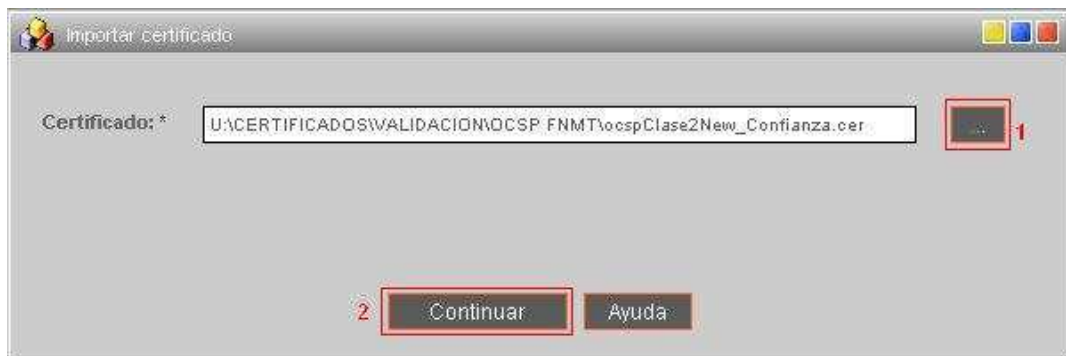 Importar certificado
Certificado: * U:\CERTIFICADOS\VALIDACION\OCSP FNMT\ocspClase2New_Confianza.cer ... 1
2 Continuar Ayuda